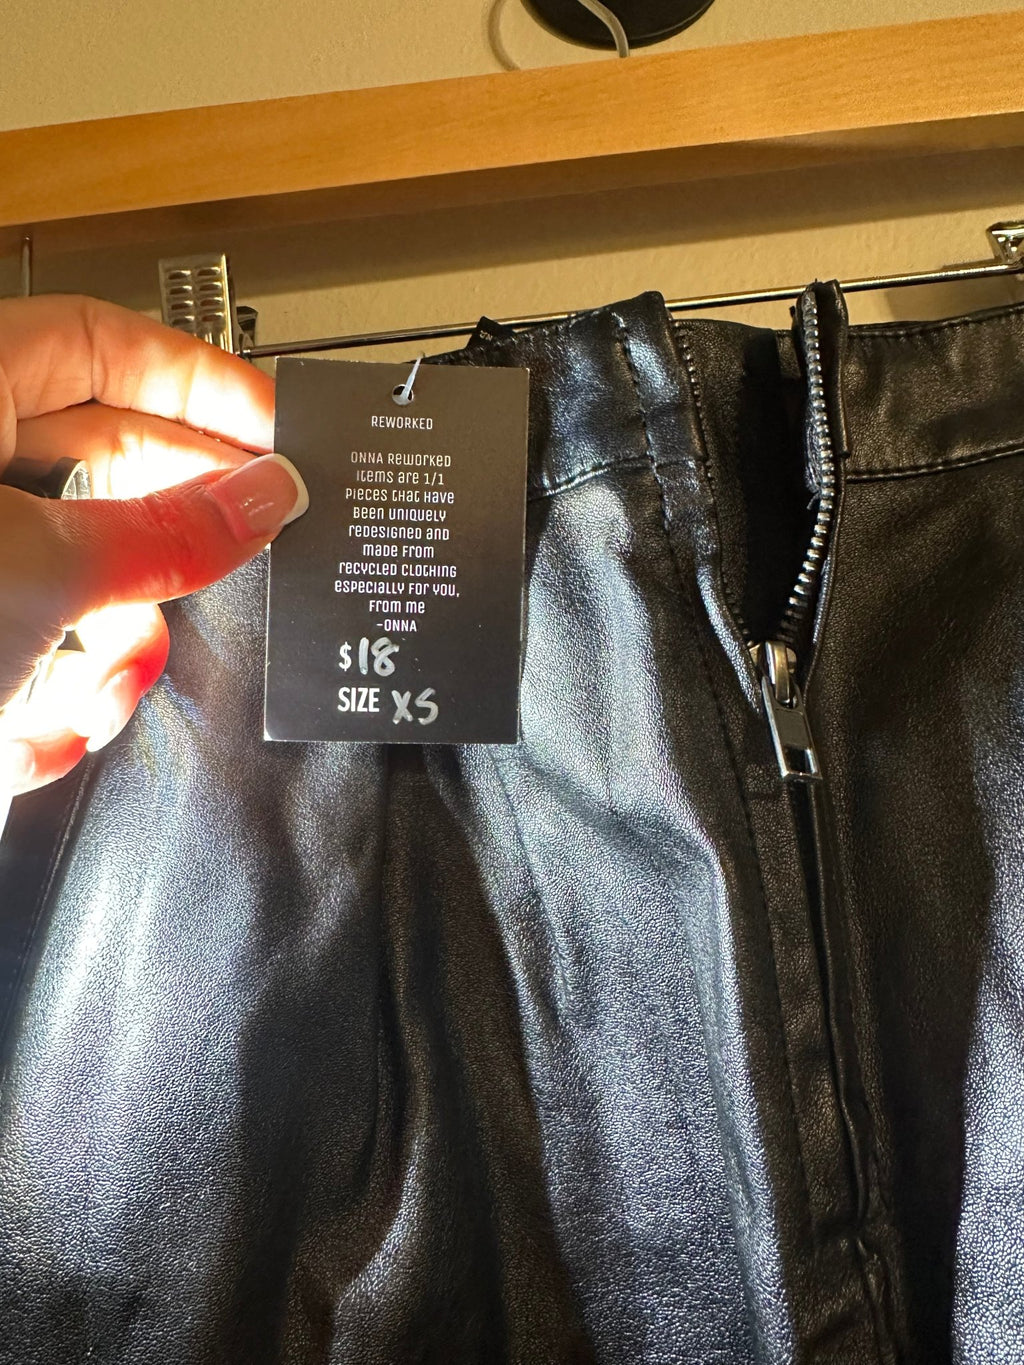 REWORKED
ONNA REWORKED
ITEMS ARE 1/1
PIECES THAT HAVE
BEEN UNIQUELY
REDESIGNED AND
MADE FROM
RECYCLED CLOTHING
ESPECIALLY FOR YOU,
FROM ME
-ONNA
$18
SIZE XS